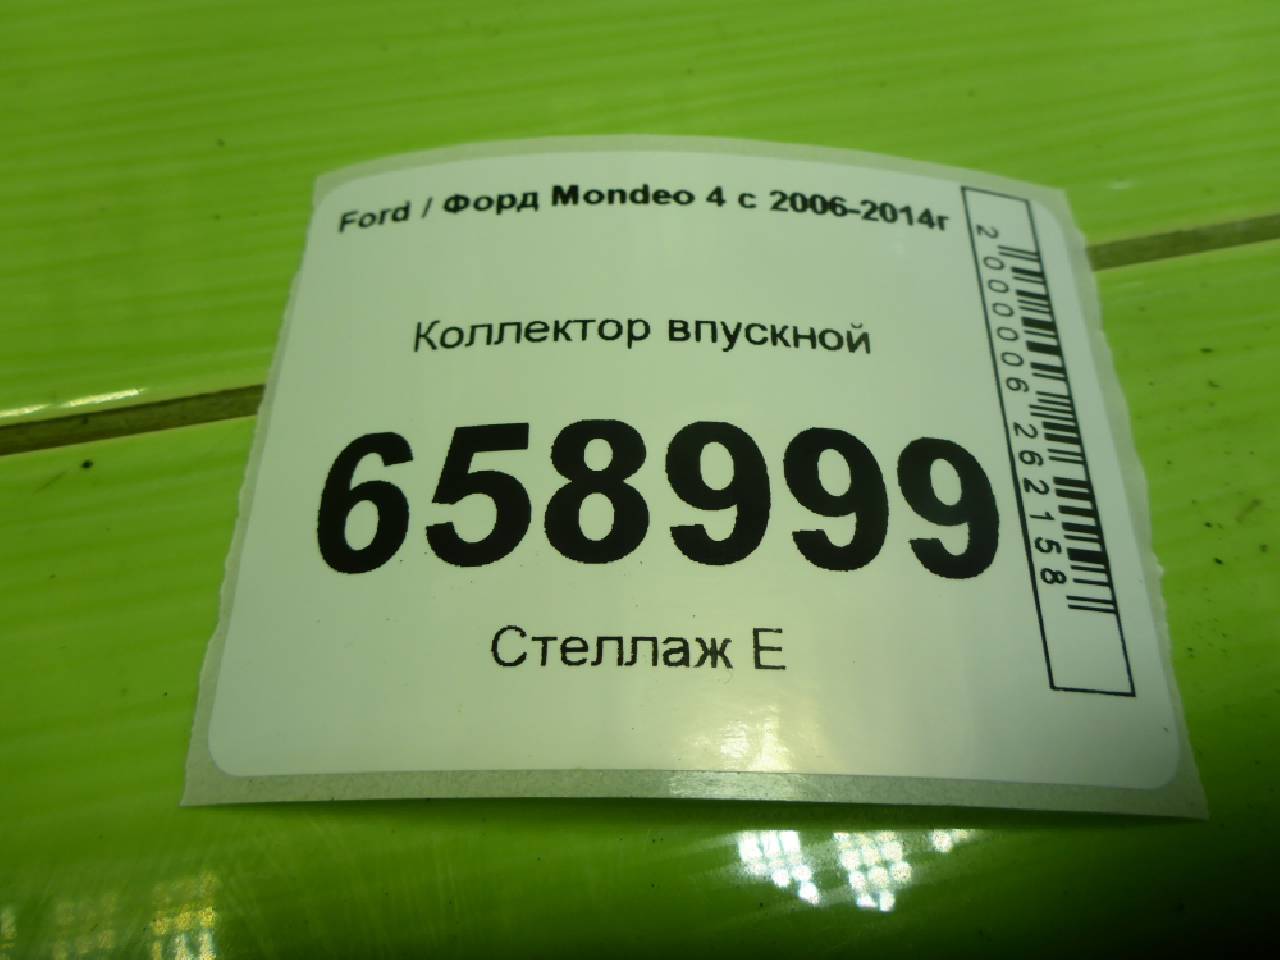 Ford / Форд Mondeo 4 с 2006-2014г
Коллектор впускной
658999
Стеллаж Е
2000006262158